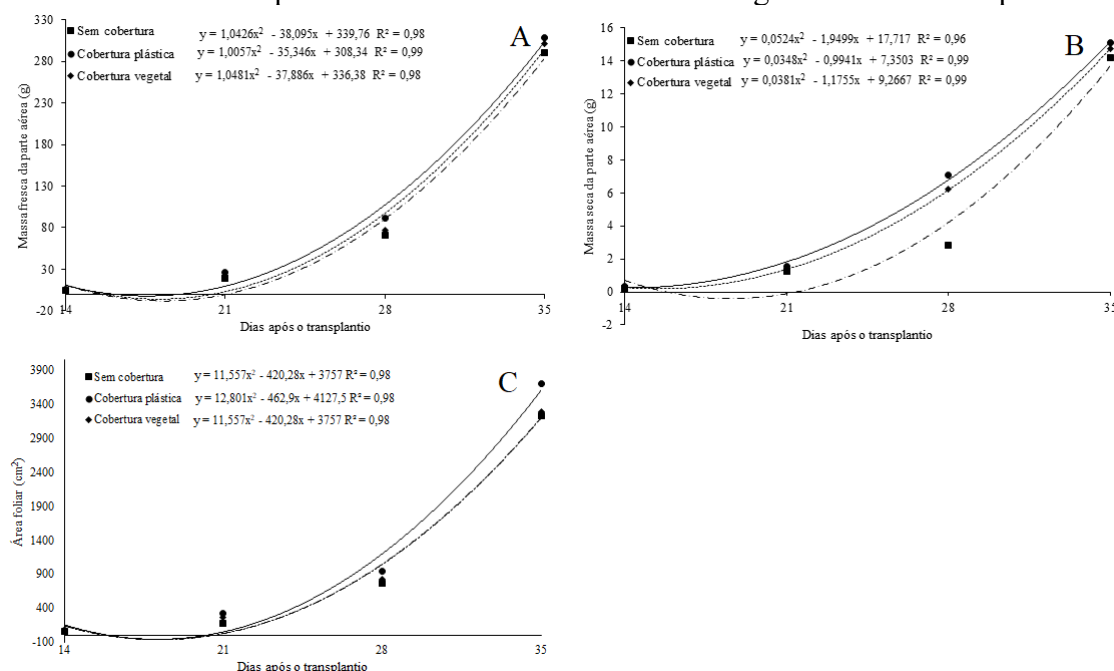 A
Sem cobertura y = 1,0426x² - 38,095x + 339,76 R² = 0,98
Cobertura plástica y = 1,0057x² - 35,346x + 308,34 R² = 0,99
Cobertura vegetal y = 1,0481x² - 37,886x + 336,38 R² = 0,98
Massa fresca da parte aérea (g)
330
280
230
180
130
80
30
-20
14 21 28 35
Dias após o transplantio
B
Sem cobertura y = 0,0524x² - 1,9499x + 17,717 R² = 0,96
Cobertura plástica y = 0,0348x² - 0,9941x + 7,3503 R² = 0,99
Cobertura vegetal y = 0,0381x² - 1,1755x + 9,2667 R² = 0,99
Massa seca da parte aérea (g)
16
14
12
10
8
6
4
2
0
-2
14 21 28 35
Dias após o transplantio
C
Sem cobertura y = 11,557x² - 420,28x + 3757 R² = 0,98
Cobertura plástica y = 12,801x² - 462,9x + 4127,5 R² = 0,98
Cobertura vegetal y = 11,557x² - 420,28x + 3757 R² = 0,98
Área foliar (cm²)
3900
3400
2900
2400
1900
1400
900
400
-100
14 21 28 35
Dias após o transplantio